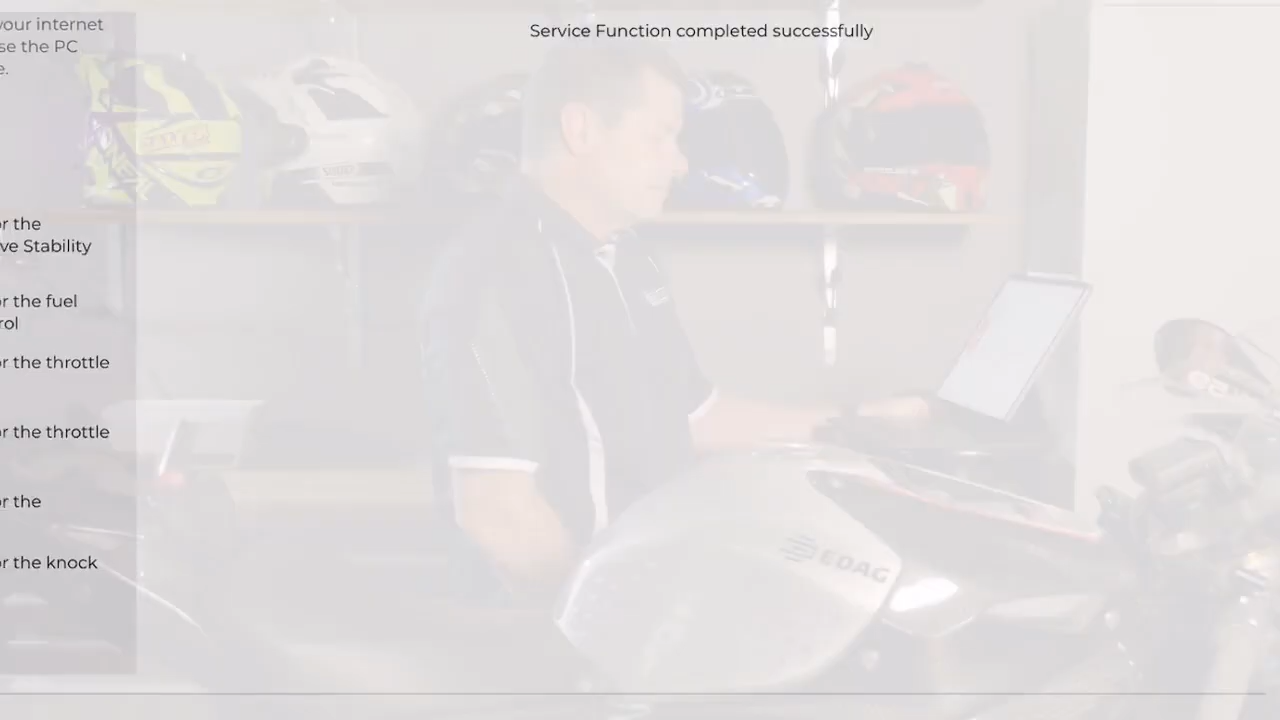 your internet
se the PC
e.
Service Function completed successfully
or the
ve Stability
or the fuel
rol
or the throttle
or the throttle
or the
or the knock
EDAG